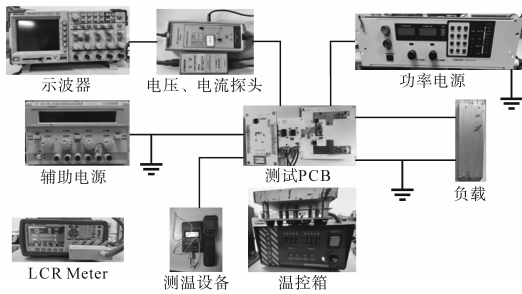 示波器
电压、电流探头
功率电源
辅助电源
测试PCB
负载
LCR Meter
测温设备
温控箱